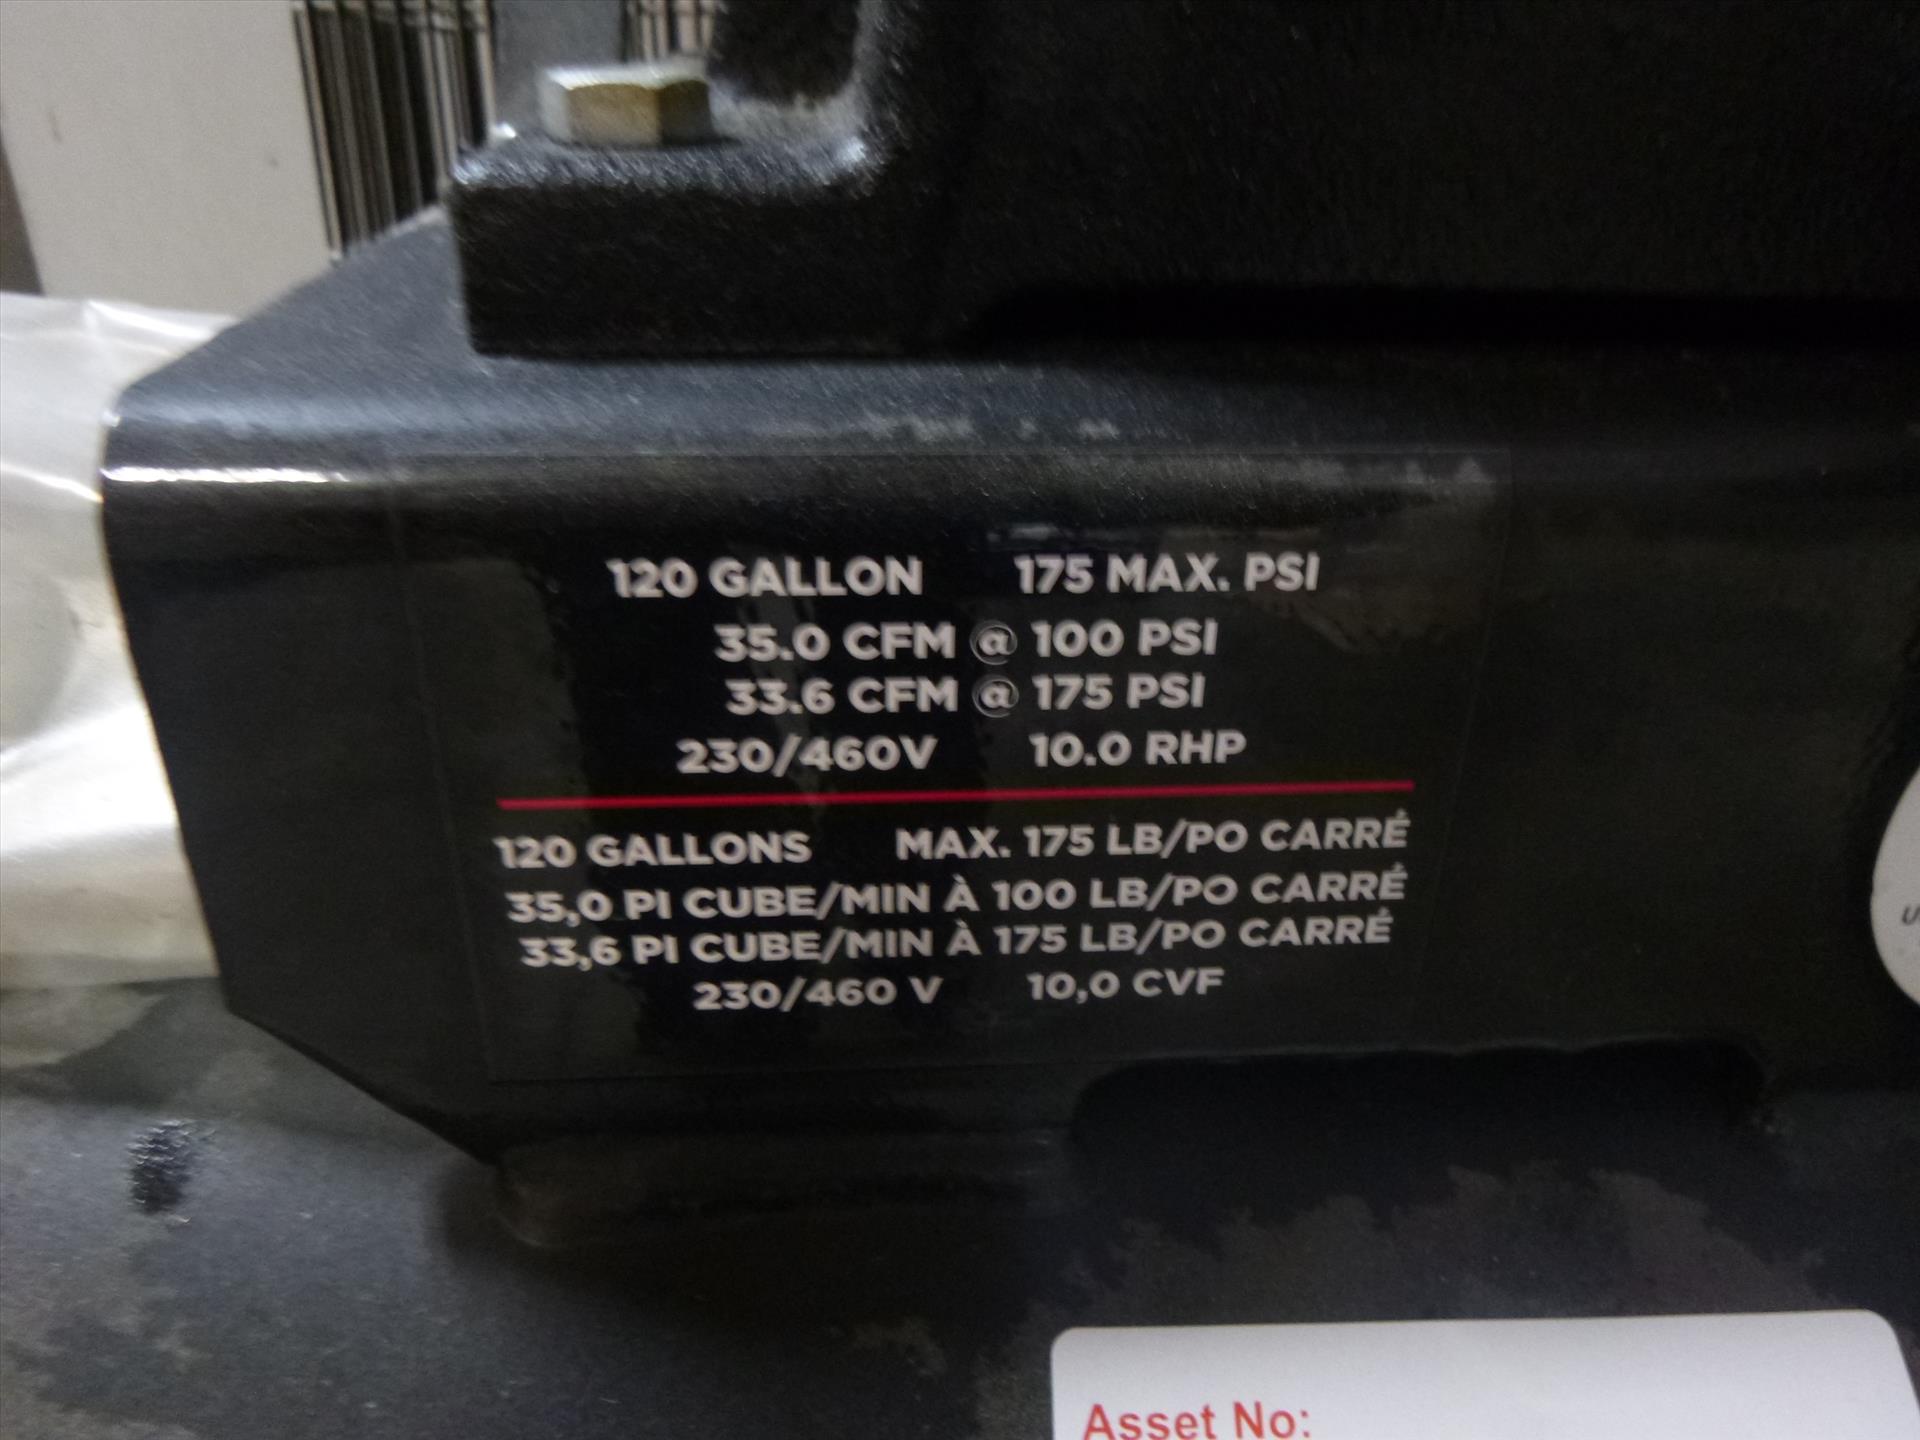 120 GALLON 175 MAX. PSI
35.0 CFM @ 100 PSI
33.6 CFM @ 175 PSI
230/460V 10.0 RHP
120 GALLONS MAX. 175 LB/PO CARRÉ
35,0 PI CUBE/MIN À 100 LB/PO CARRÉ
33,6 PI CUBE/MIN À 175 LB/PO CARRÉ
230/460 V 10,0 CVF
Asset No: